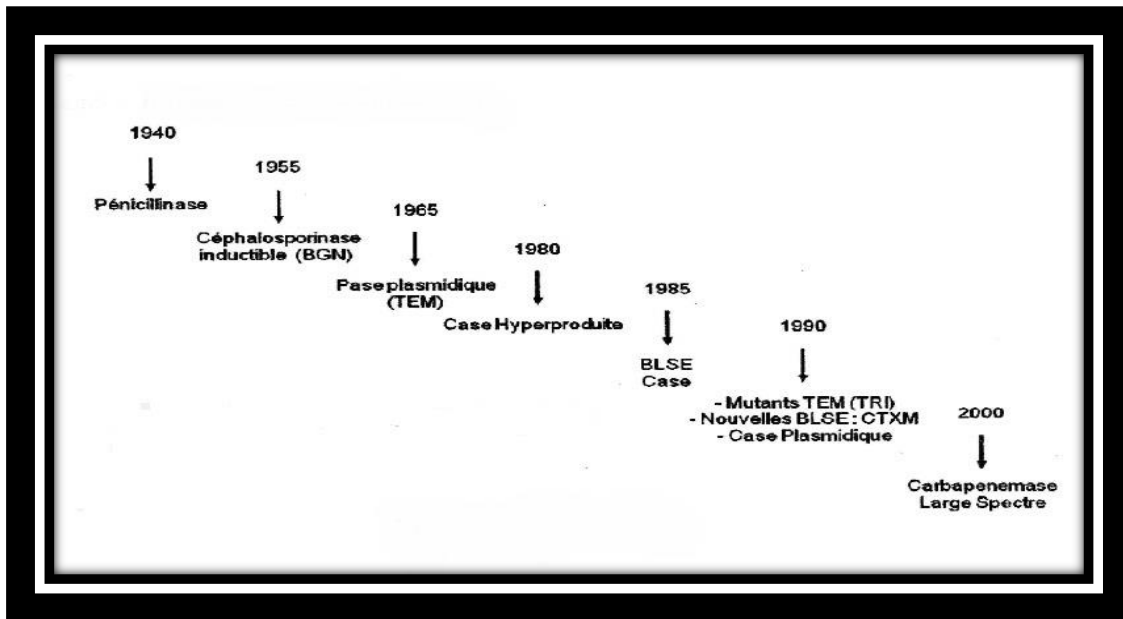 1940
Pénicillinase
1955
Céphalosporinase
inductible (BGN)
1965
Pase plasmidique
(TEM)
1980
Case Hyperproduite
1985
BLSE
Case
1990
- Mutants TEM (TRI)
- Nouvelles BLSE : CTXM
- Case Plasmidique
2000
Carbapenemase
Large Spectre